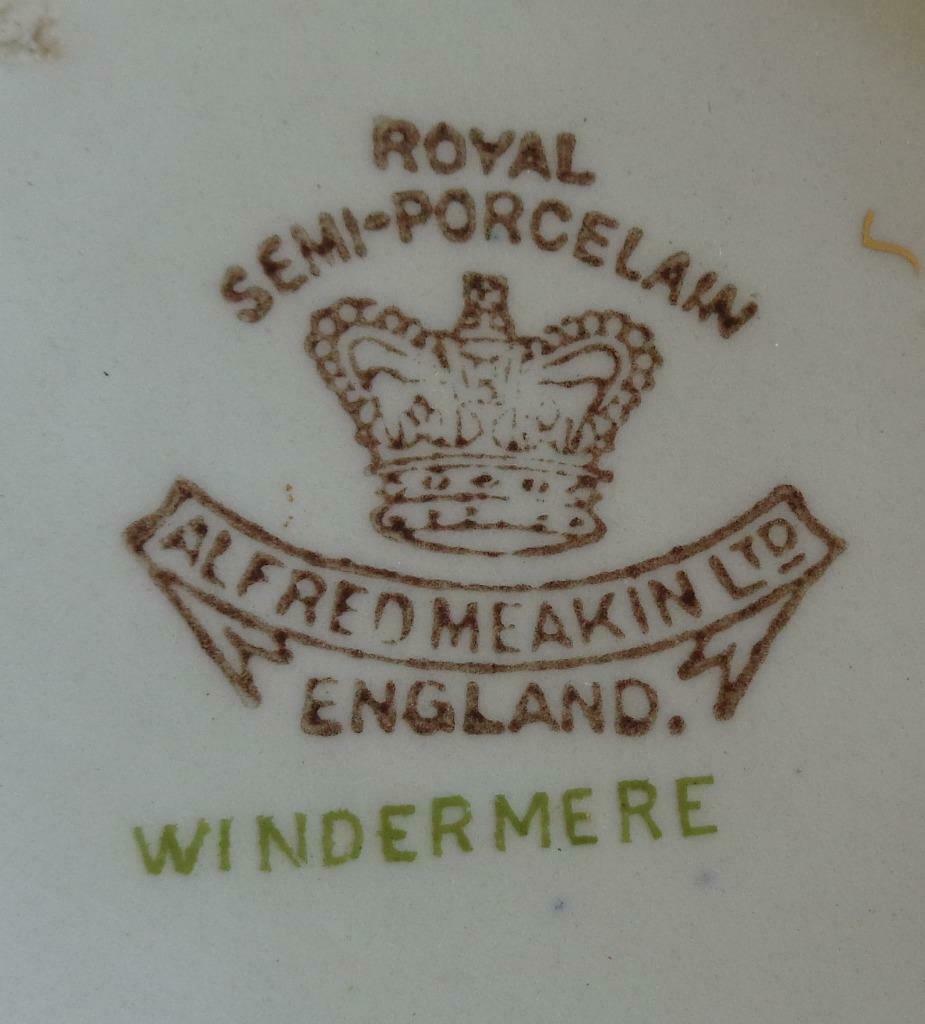 ROYAL
SEMI-PORCELAIN
ALFRED MEAKIN LTD
ENGLAND.
WINDERMERE